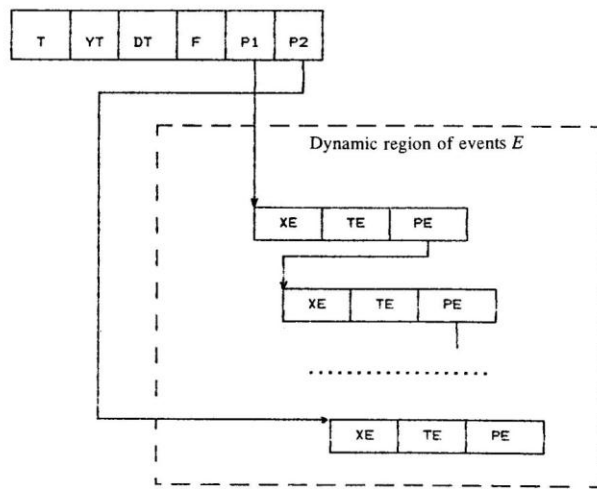 T YT DT F P1 P2
Dynamic region of events E
XE TE PE
XE TE PE
XE TE PE